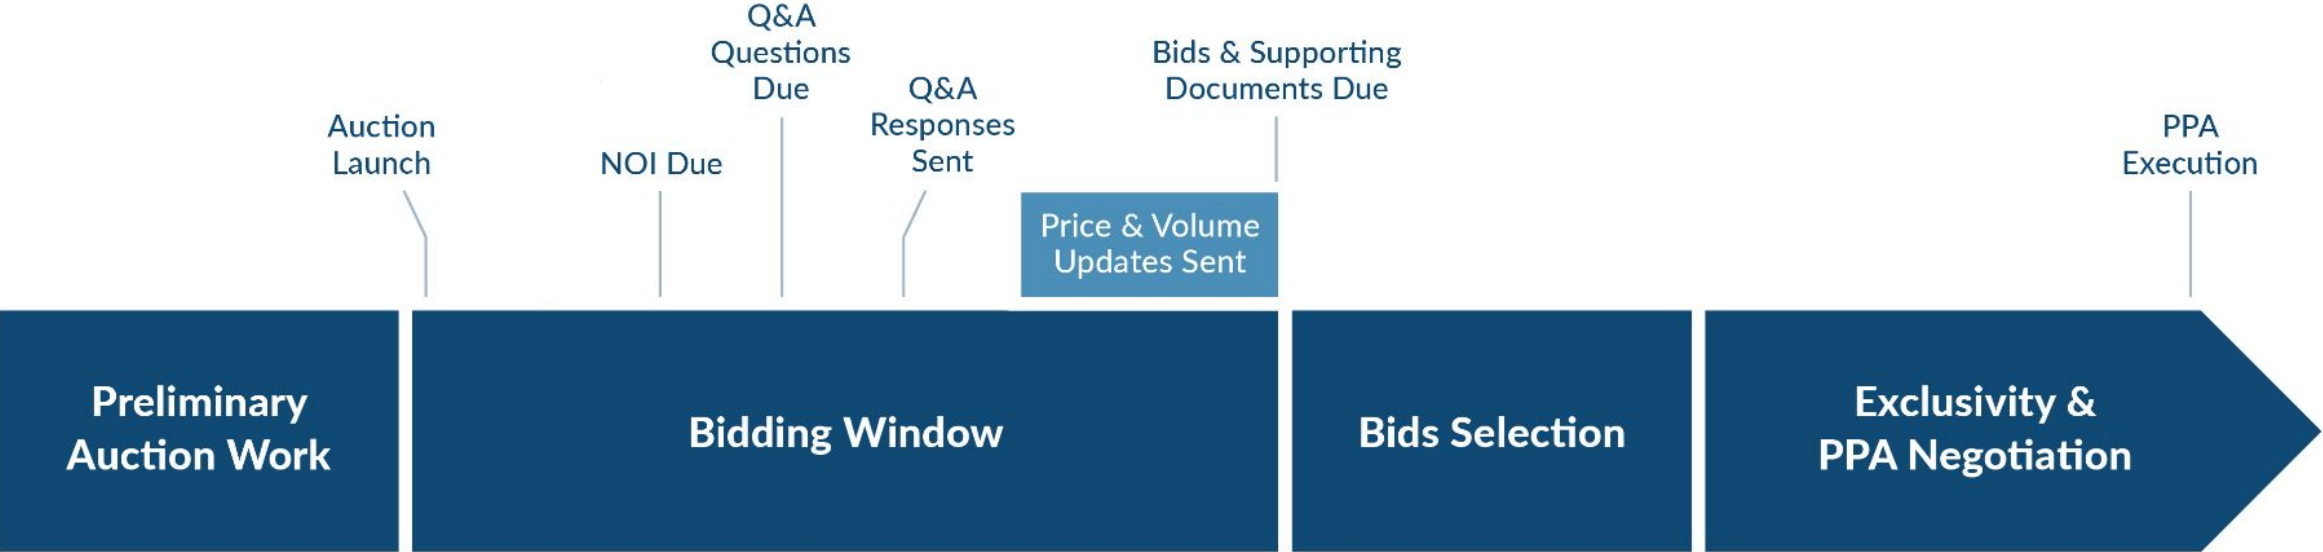 Auction
Launch
NOI Due
Q&A
Questions
Due
Q&A
Responses
Sent
Price & Volume
Updates Sent
Bids & Supporting
Documents Due
PPA
Execution
Preliminary
Auction Work
Bidding Window
Bids Selection
Exclusivity &
PPA Negotiation